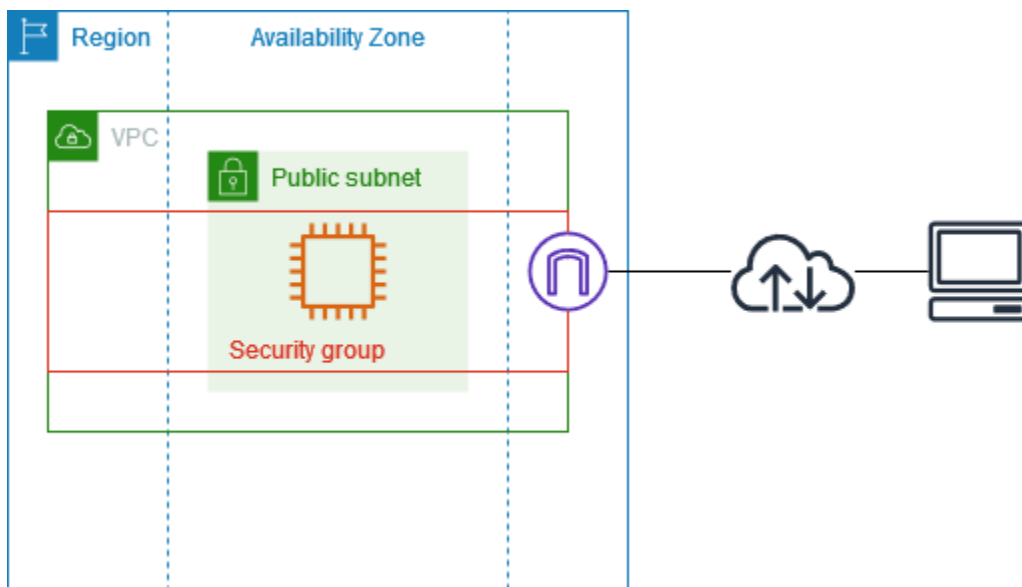 Region
Availability Zone
VPC
Public subnet
Security group